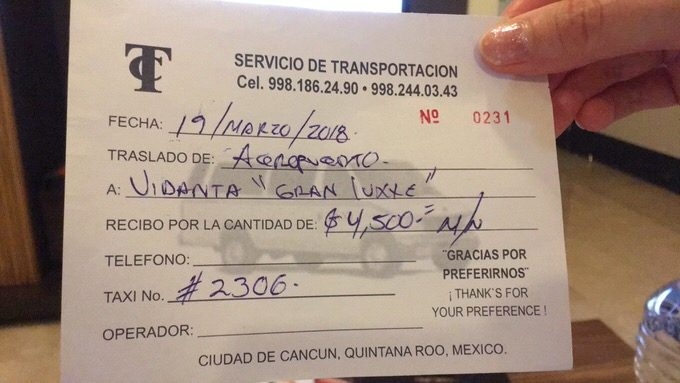 TC
SERVICIO DE TRANSPORTACION
Cel. 998.186.24.90 • 998.244.03.43
Nº 0231
FECHA: 19/MARZO/2018.
TRASLADO DE: AEROPUERTO.
A: VIDANTA "GRAN LUXXE"
RECIBO POR LA CANTIDAD DE: $4,500.= M/N
TELEFONO:
"GRACIAS POR
PREFERIRNOS"
TAXI No. #2306.
¡ THANK'S FOR
YOUR PREFERENCE !
OPERADOR:
CIUDAD DE CANCUN, QUINTANA ROO, MEXICO.